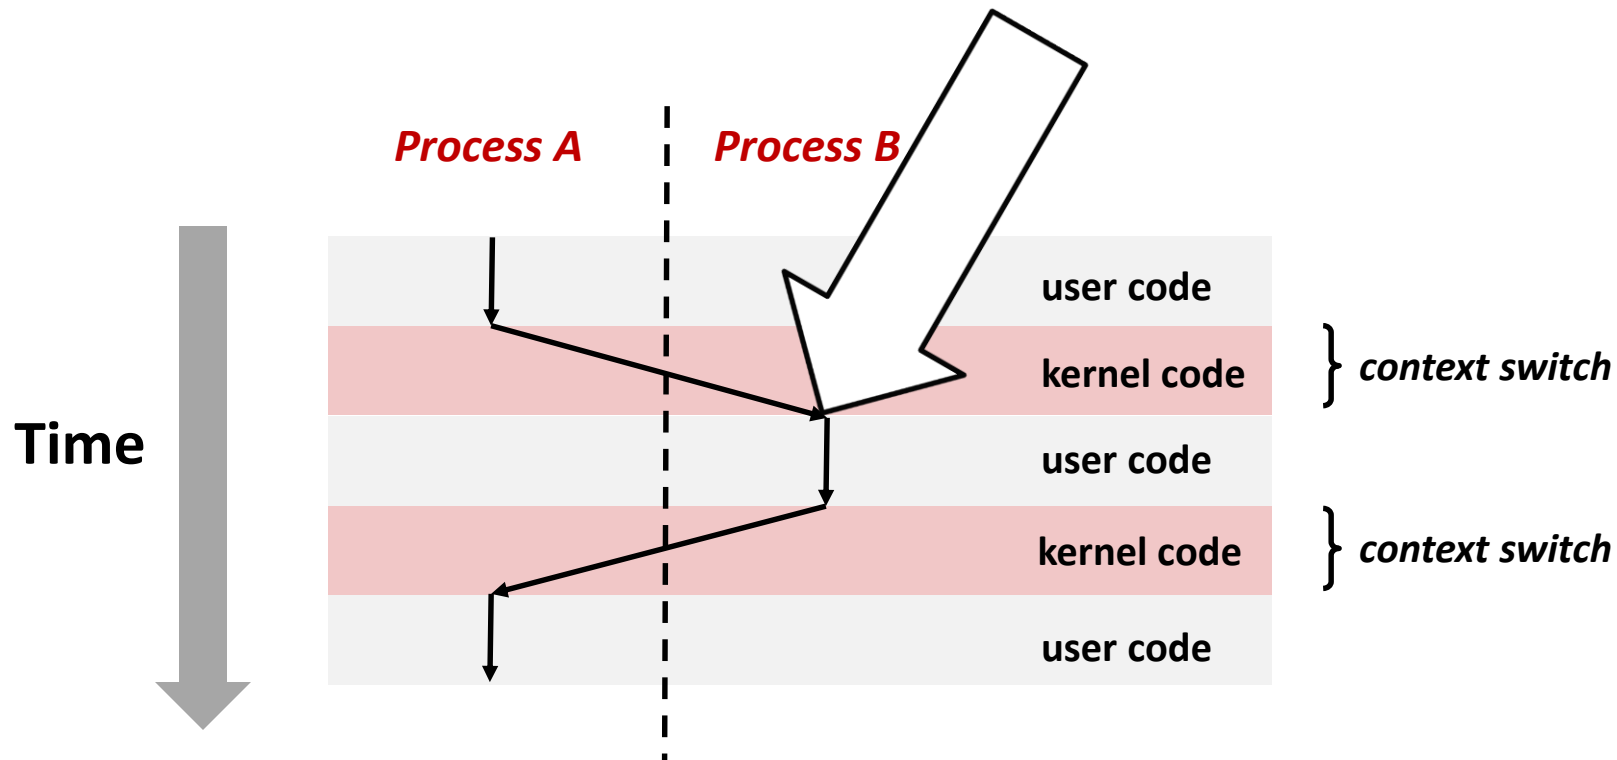 Process A
Process B
user code
kernel code
context switch
Time
user code
kernel code
context switch
user code